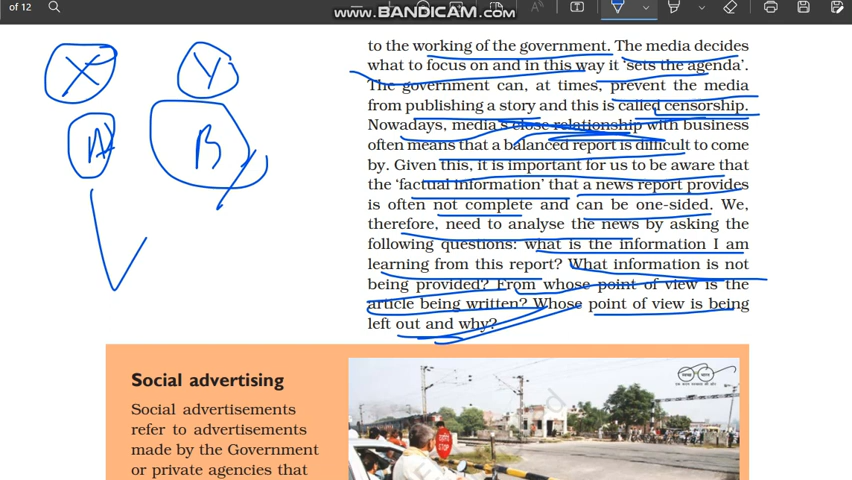 of 12
www.BANDICAM.com
X
Y
A
B
to the working of the government. The media decides
what to focus on and in this way it 'sets the agenda'.
The government can, at times, prevent the media
from publishing a story and this is called censorship.
Nowadays, media's close relationship with business
often means that a balanced report is difficult to come
by. Given this, it is important for us to be aware that
the 'factual information' that a news report provides
is often not complete and can be one-sided. We,
therefore, need to analyse the news by asking the
following questions: what is the information I am
learning from this report? What information is not
being provided? From whose point of view is the
article being written? Whose point of view is being
left out and why?
Social advertising
Social advertisements
refer to advertisements
made by the Government
or private agencies that
STOP